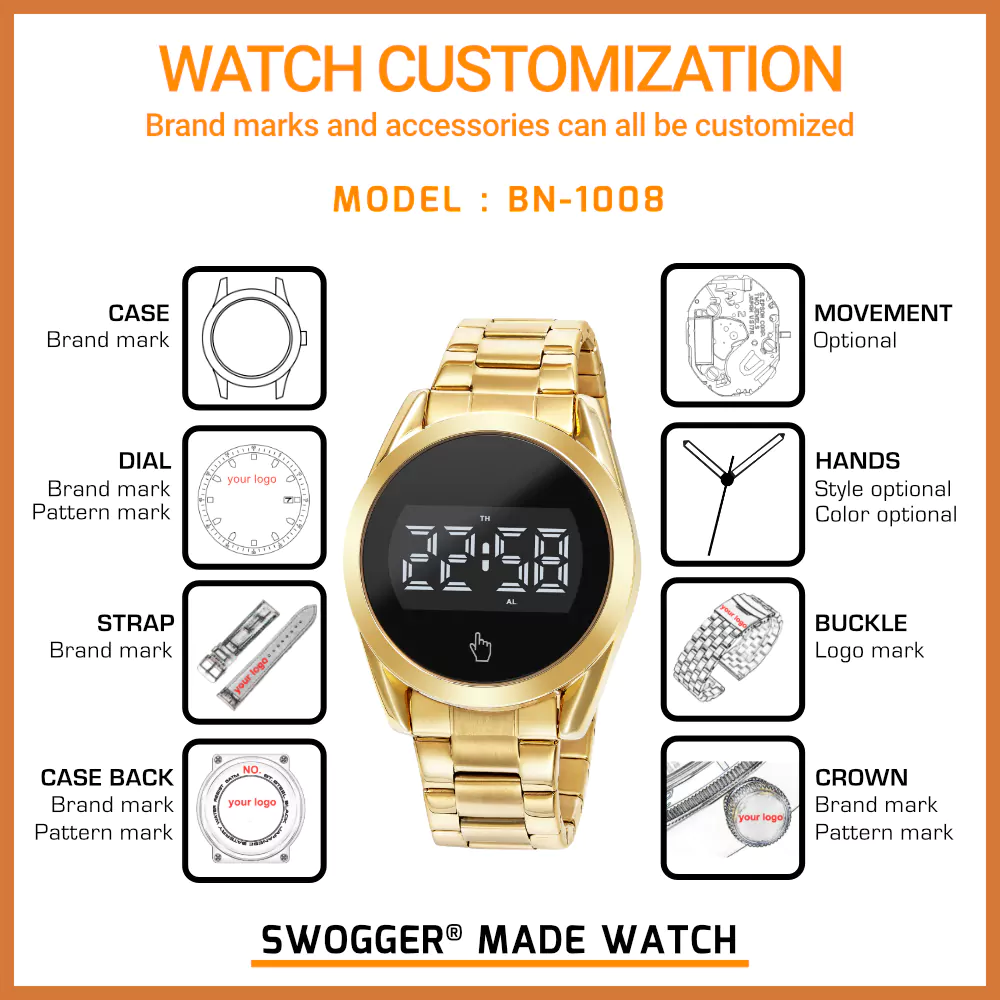 WATCH CUSTOMIZATION
Brand marks and accessories can all be customized
MODEL : BN-1008
CASE
Brand mark
DIAL
Brand mark
Pattern mark
your logo
7
STRAP
Brand mark
your logo
CASE BACK
Brand mark
Pattern mark
NO.
your logo
TH
22:58
AL
MOVEMENT
Optional
HANDS
Style optional
Color optional
BUCKLE
Logo mark
your logo
CROWN
Brand mark
Pattern mark
your logo
SWOGGER® MADE WATCH